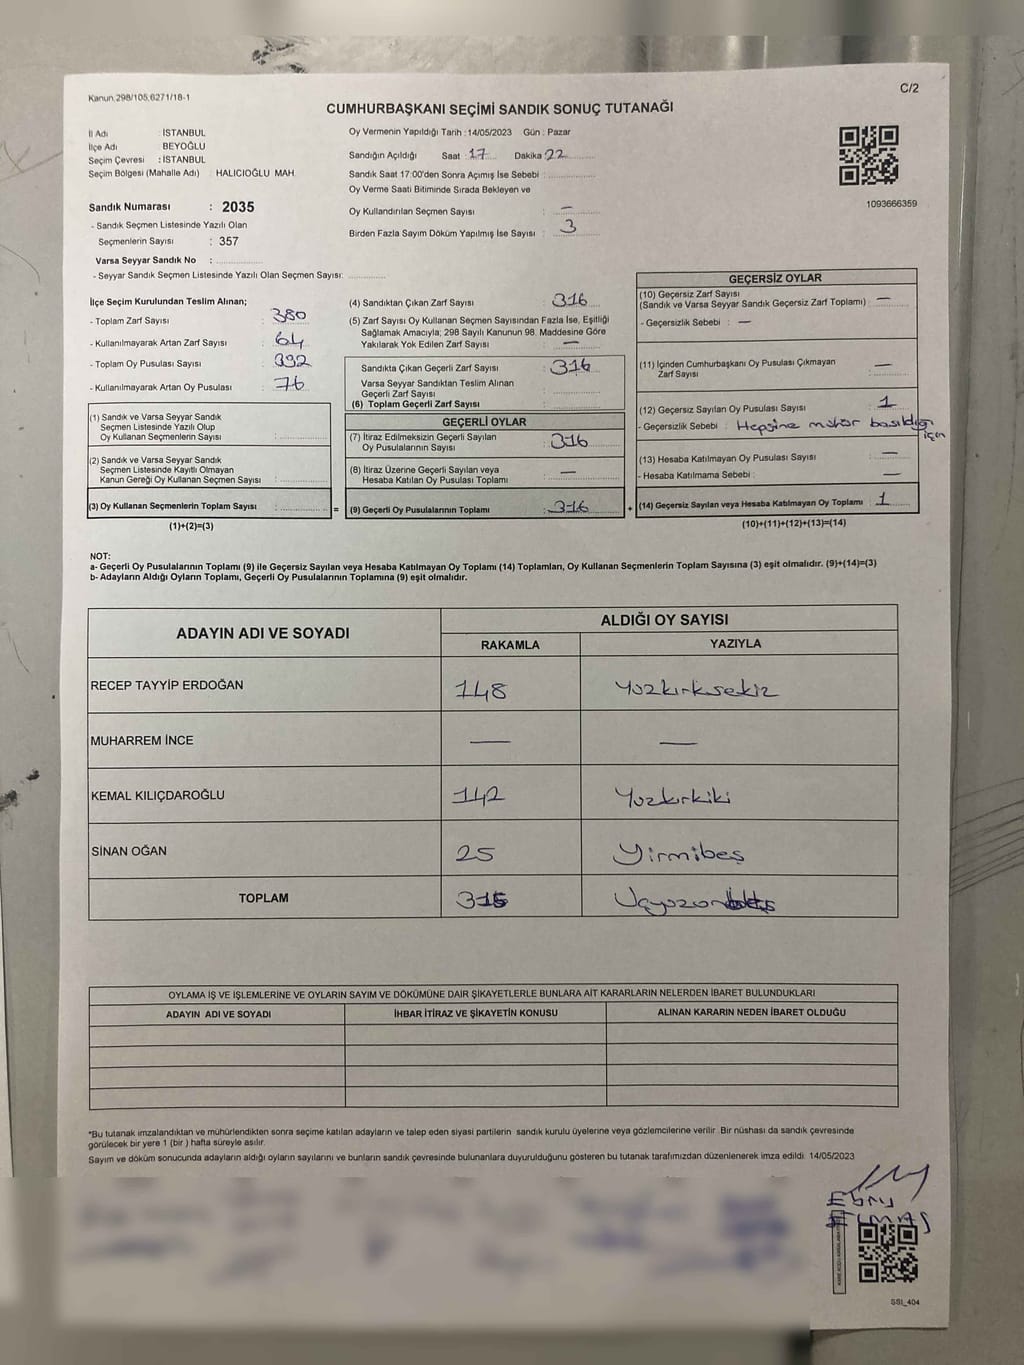 Kanun.298/105,6271/18-1
C/2
CUMHURBAŞKANI SEÇİMİ SANDIK SONUÇ TUTANAĞI
İl Adı : İSTANBUL
İlçe Adı BEYOĞLU
Seçim Çevresi : İSTANBUL
Seçim Bölgesi (Mahalle Adı) : HALICIOĞLU MAH.
Oy Vermenin Yapıldığı Tarih : 14/05/2023 Gün : Pazar
Sandığın Açıldığı Saat : 17 Dakika : 22
Sandık Saat 17:00'den Sonra Açımış İse Sebebi :
Oy Verme Saati Bitiminde Sırada Bekleyen ve
Oy Kullandırılan Seçmen Sayısı : —
Birden Fazla Sayım Döküm Yapılmış İse Sayısı : 3
1093666359
Sandık Numarası : 2035
- Sandık Seçmen Listesinde Yazılı Olan
Seçmenlerin Sayısı : 357
Varsa Seyyar Sandık No :
- Seyyar Sandık Seçmen Listesinde Yazılı Olan Seçmen Sayısı:
İlçe Seçim Kurulundan Teslim Alınan;
- Toplam Zarf Sayısı : 380
- Kullanılmayarak Artan Zarf Sayısı : 64
- Toplam Oy Pusulası Sayısı : 392
- Kullanılmayarak Artan Oy Pusulası : 76
(1) Sandık ve Varsa Seyyar Sandık
Seçmen Listesinde Yazılı Olup
Oy Kullanan Seçmenlerin Sayısı :
(2) Sandık ve Varsa Seyyar Sandık
Seçmen Listesinde Kayıtlı Olmayan
Kanun Gereği Oy Kullanan Seçmen Sayısı :
(3) Oy Kullanan Seçmenlerin Toplam Sayısı : =
(1)+(2)=(3)
(4) Sandıktan Çıkan Zarf Sayısı : 316
(5) Zarf Sayısı Oy Kullanan Seçmen Sayısından Fazla İse, Eşitliği
Sağlamak Amacıyla; 298 Sayılı Kanunun 98. Maddesine Göre
Yakılarak Yok Edilen Zarf Sayısı : —
Sandıkta Çıkan Geçerli Zarf Sayısı : 316
Varsa Seyyar Sandıktan Teslim Alınan
Geçerli Zarf Sayısı :
(6) Toplam Geçerli Zarf Sayısı :
GEÇERLİ OYLAR
(7) İtiraz Edilmeksizin Geçerli Sayılan
Oy Pusulasının Sayısı : 316
(8) İtiraz Üzerine Geçerli Sayılan veya
Hesaba Katılan Oy Pusulası Toplamı : —
(9) Geçerli Oy Pusulalarının Toplamı : 316 +
GEÇERSİZ OYLAR
(10) Geçersiz Zarf Sayısı
(Sandık ve Varsa Seyyar Sandık Geçersiz Zarf Toplamı) : —
- Geçersizlik Sebebi : —
(11) İçinden Cumhurbaşkanı Oy Pusulası Çıkmayan
Zarf Sayısı : —
(12) Geçersiz Sayılan Oy Pusulası Sayısı : 1
- Geçersizlik Sebebi : Hepsine mühür basıldığı
için
(13) Hesaba Katılmayan Oy Pusulası Sayısı : —
- Hesaba Katılmama Sebebi : —
(14) Geçersiz Sayılan veya Hesaba Katılmayan Oy Toplamı : 1
(10)+(11)+(12)+(13)=(14)
NOT:
a- Geçerli Oy Pusulalarının Toplamı (9) ile Geçersiz Sayılan veya Hesaba Katılmayan Oy Toplamı (14) Toplamları, Oy Kullanan Seçmenlerin Toplam Sayısına (3) eşit olmalıdır. (9)+(14)=(3)
b- Adayların Aldığı Oyların Toplamı, Geçerli Oy Pusulalarının Toplamına (9) eşit olmalıdır.
ADAYIN ADI VE SOYADI ALDIĞI OY SAYISI
RAKAMLA YAZIYLA
RECEP TAYYİP ERDOĞAN 148 Yüzkırksekiz
MUHARREM İNCE — —
KEMAL KILIÇDAROĞLU 142 Yüzkırkiki
SİNAN OĞAN 25 Yirmibeş
TOPLAM 315
OYLAMA İŞ VE İŞLEMLERİNE VE OYLARIN SAYIM VE DÖKÜMÜNE DAİR ŞİKAYETLERLE BUNLARA AİT KARARLARIN NELERDEN İBARET BULUNDUKLARI
ADAYIN ADI VE SOYADI İHBAR İTİRAZ VE ŞİKAYETİN KONUSU ALINAN KARARIN NEDEN İBARET OLDUĞU
*Bu tutanak imzalandıktan ve mühürlendikten sonra seçime katılan adayların ve talep eden siyasi partilerin sandık kurulu üyelerine veya gözlemcilerine verilir. Bir nüshası da sandık çevresinde
görülecek bir yere 1 (bir ) hafta süreyle asılır.
Sayım ve döküm sonucunda adayların aldığı oyların sayılarını ve bunların sandık çevresinde bulunanlara duyurulduğunu gösteren bu tutanak tarafımızdan düzenlenerek imza edildi. 14/05/2023
Ebru
ELMAS
SSI_404